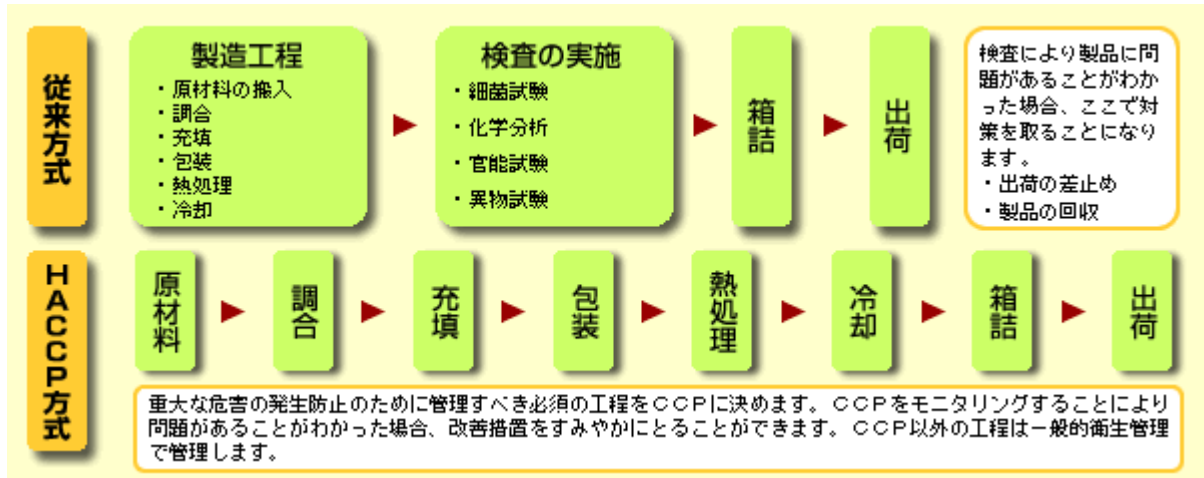 従来方式
製造工程
・原材料の搬入
・調合
・充填
・包装
・熱処理
・冷却
検査の実施
・細菌試験
・化学分析
・官能試験
・異物試験
箱詰
出荷
検査により製品に問
題があることがわか
った場合、ここで対
策を取ることになり
ます。
・出荷の差止め
・製品の回収
HACCP方式
原材料
調合
充填
包装
熱処理
冷却
箱詰
出荷
重大な危害の発生防止のために管理すべき必須の工程をCCPに決めます。CCPをモニタリングすることにより
問題があることがわかった場合、改善措置をすみやかにとることができます。CCP以外の工程は一般的衛生管理
で管理します。